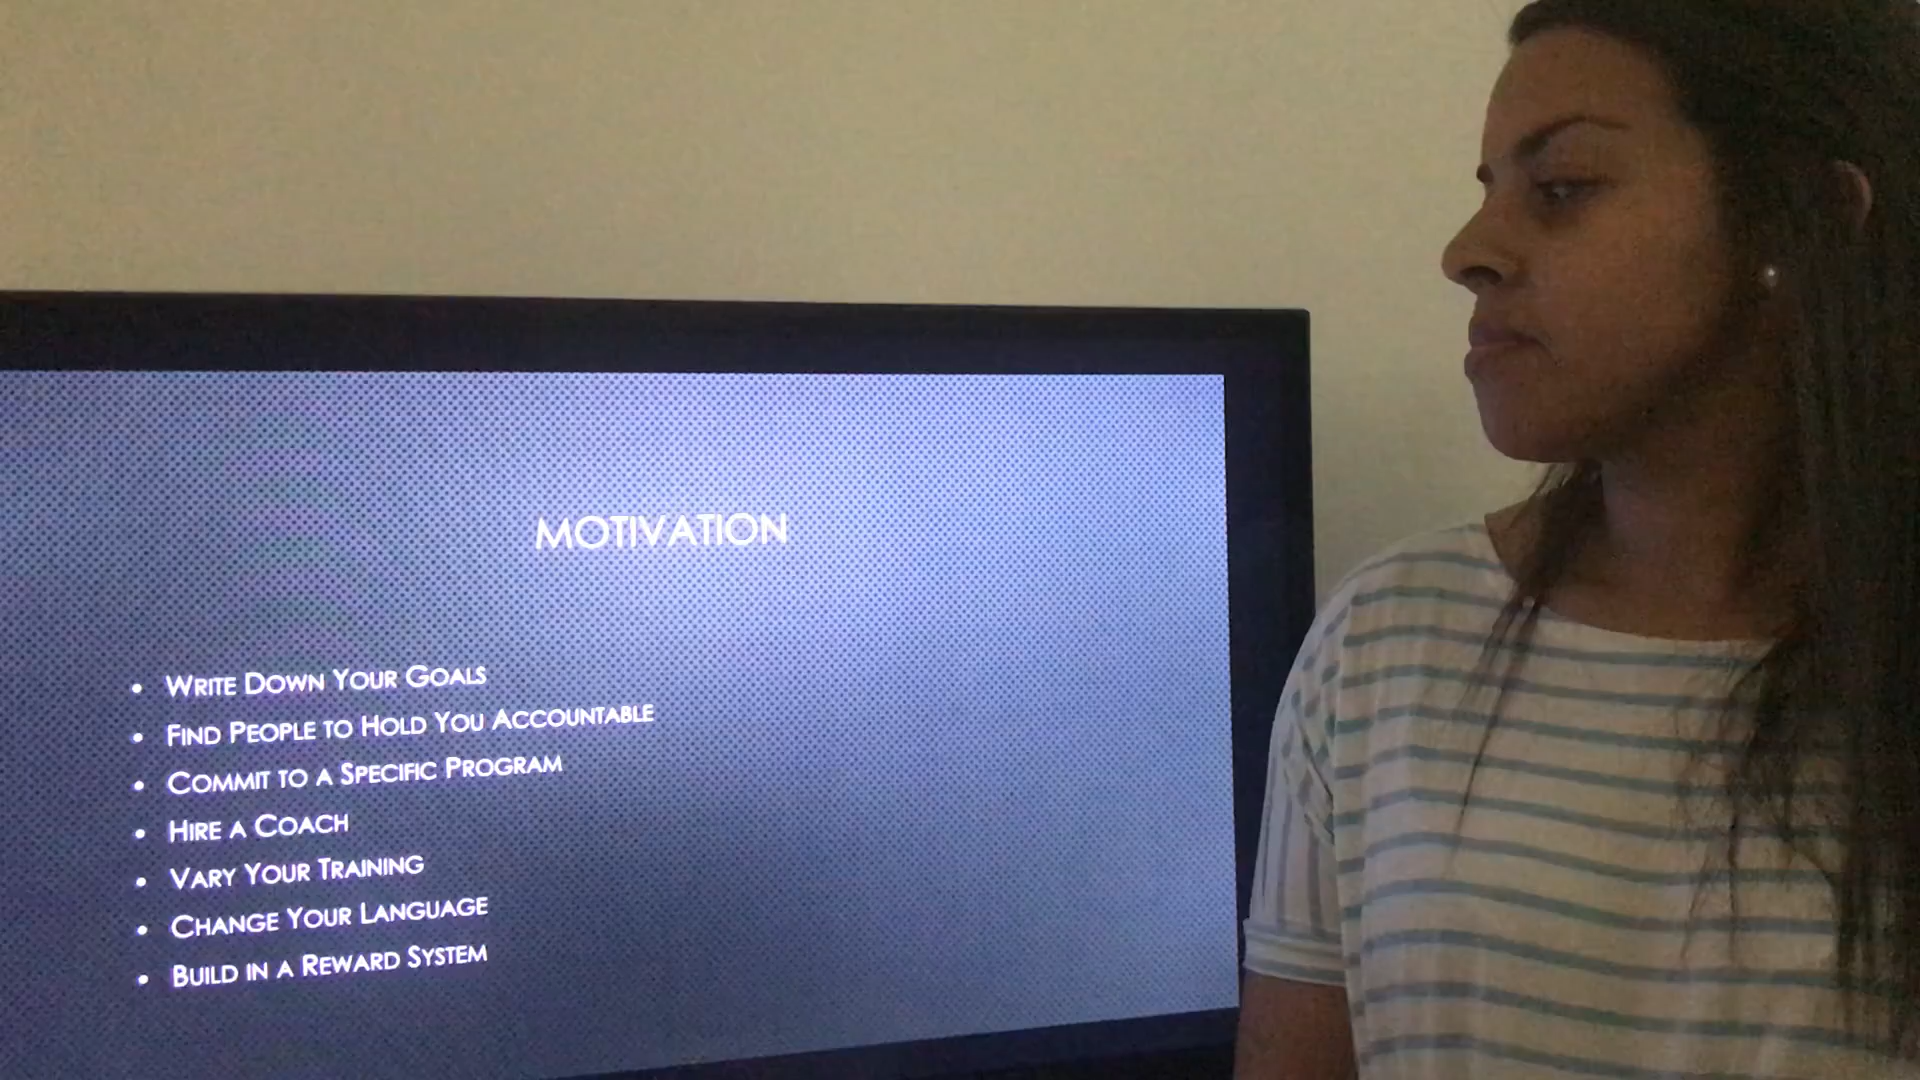 MOTIVATION
• WRITE DOWN YOUR GOALS
• FIND PEOPLE TO HOLD YOU ACCOUNTABLE
• COMMIT TO A SPECIFIC PROGRAM
• HIRE A COACH
• VARY YOUR TRAINING
• CHANGE YOUR LANGUAGE
• BUILD IN A REWARD SYSTEM